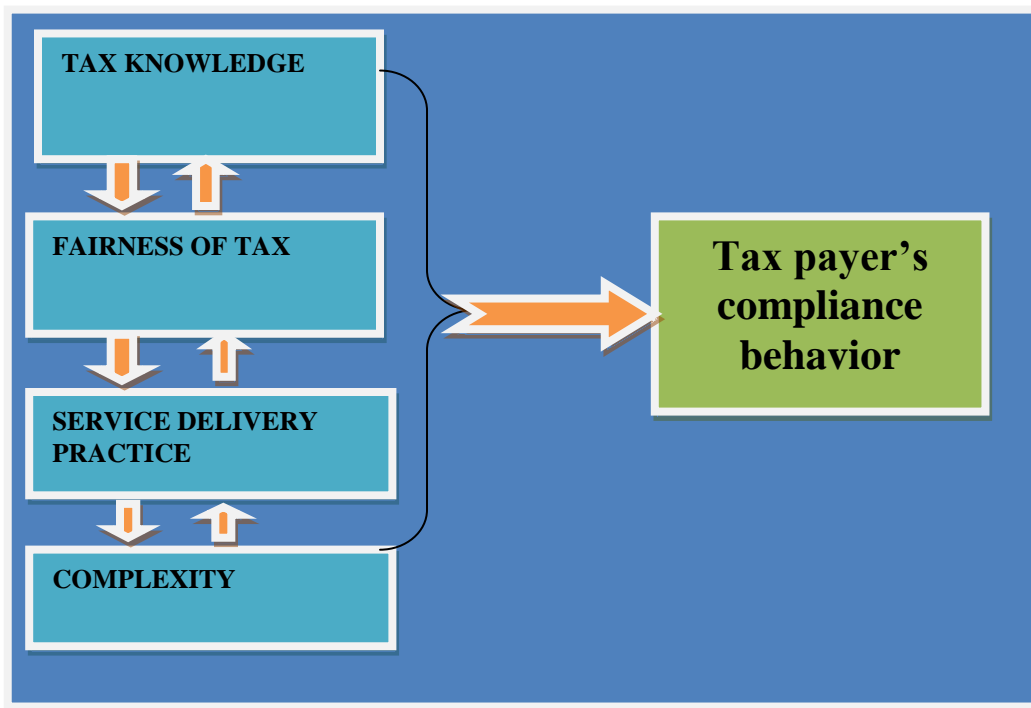 TAX KNOWLEDGE
FAIRNESS OF TAX
SERVICE DELIVERY
PRACTICE
COMPLEXITY
Tax payer’s
compliance
behavior